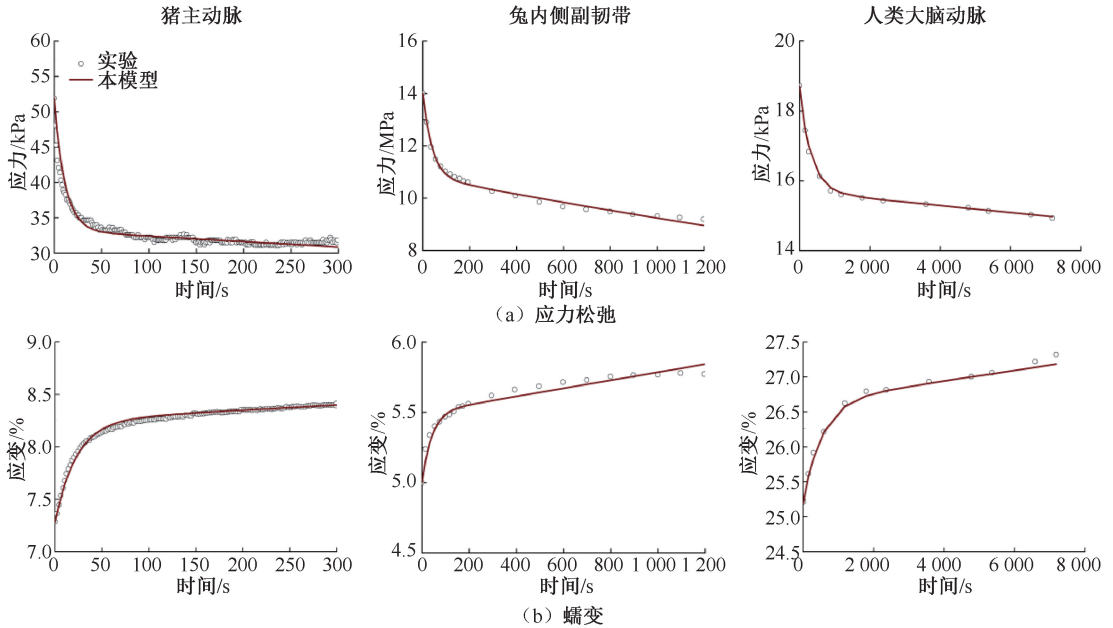 猪主动脉
兔内侧副韧带
人类大脑动脉
应力/kPa
60
55
50
45
40
35
30
实验
本模型
0 50 100 150 200 250 300
时间/s
应力/MPa
16
14
12
10
8
0 200 400 600 800 1 000 1 200
时间/s
应力/kPa
20
18
16
14
0 2 000 4 000 6 000 8 000
时间/s
（a）应力松弛
应变/%
9.0
8.5
8.0
7.5
7.0
0 50 100 150 200 250 300
时间/s
应变/%
6.0
5.5
5.0
4.5
0 200 400 600 800 1 000 1 200
时间/s
应变/%
27.5
27.0
26.5
26.0
25.5
25.0
24.5
0 2 000 4 000 6 000 8 000
时间/s
（b）蠕变